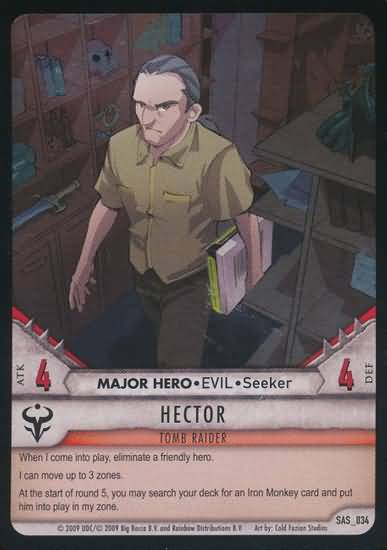 ATK
4
MAJOR HERO•EVIL•Seeker
4
DEF
HECTOR
TOMB RAIDER
When I come into play, eliminate a friendly hero.
I can move up to 3 zones.
At the start of round 5, you may search your deck for an Iron Monkey card and put
him into play in my zone.
SAS_034
© 2009 UDC/© 2009 Big Bocca B.V. and Rainbow Distributions B.V. Art by: Cold Fuzion Studios